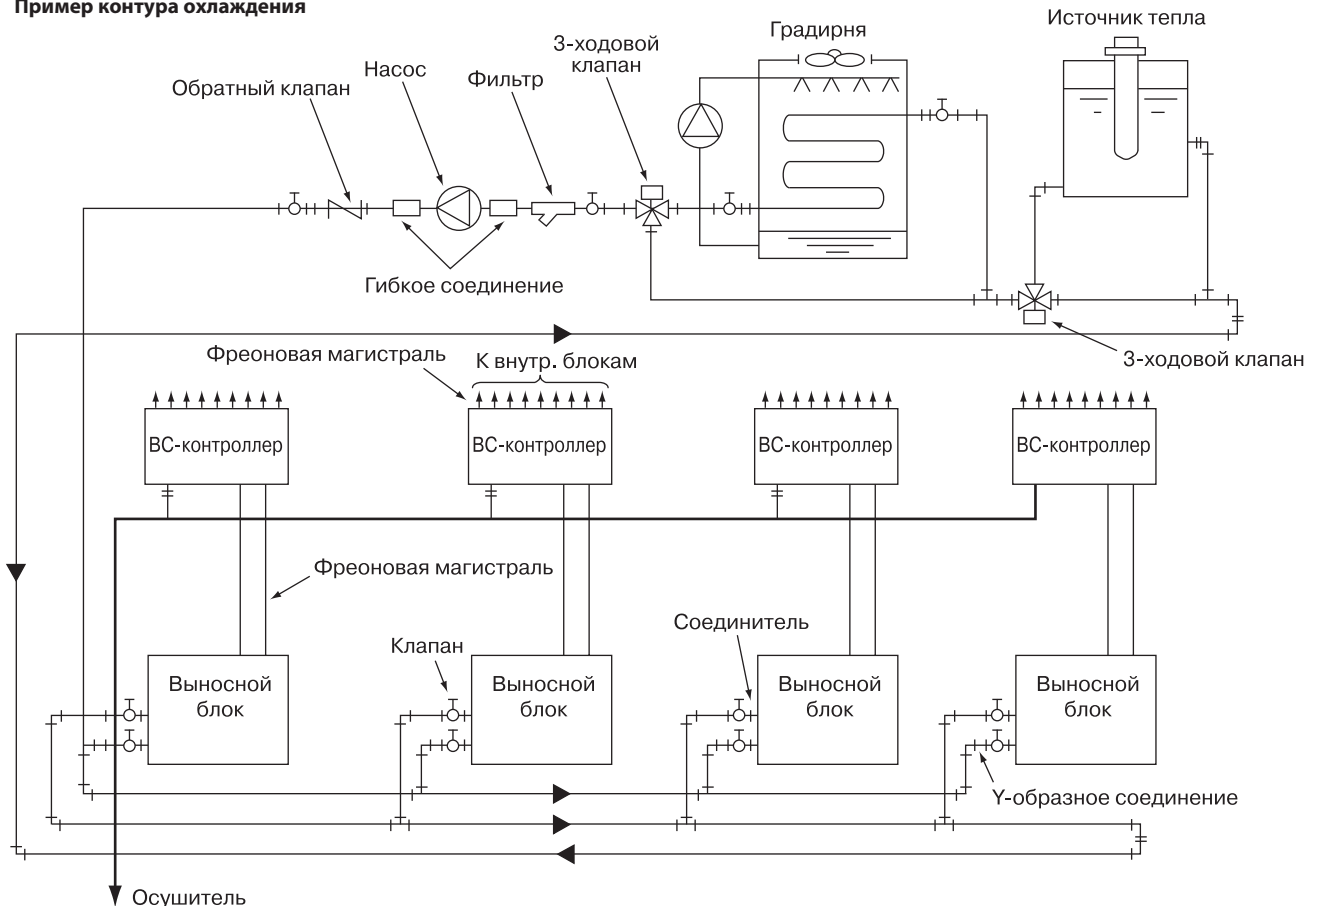 Пример контура охлаждения
Источник тепла
Градирня
3-ходовой
клапан
Насос
Фильтр
Обратный клапан
Гибкое соединение
3-ходовой клапан
Фреоновая магистраль
К внутр. блокам
ВС-контроллер
ВС-контроллер
ВС-контроллер
ВС-контроллер
Фреоновая магистраль
Соединитель
Клапан
Выносной
блок
Выносной
блок
Выносной
блок
Выносной
блок
Y-образное соединение
Осушитель